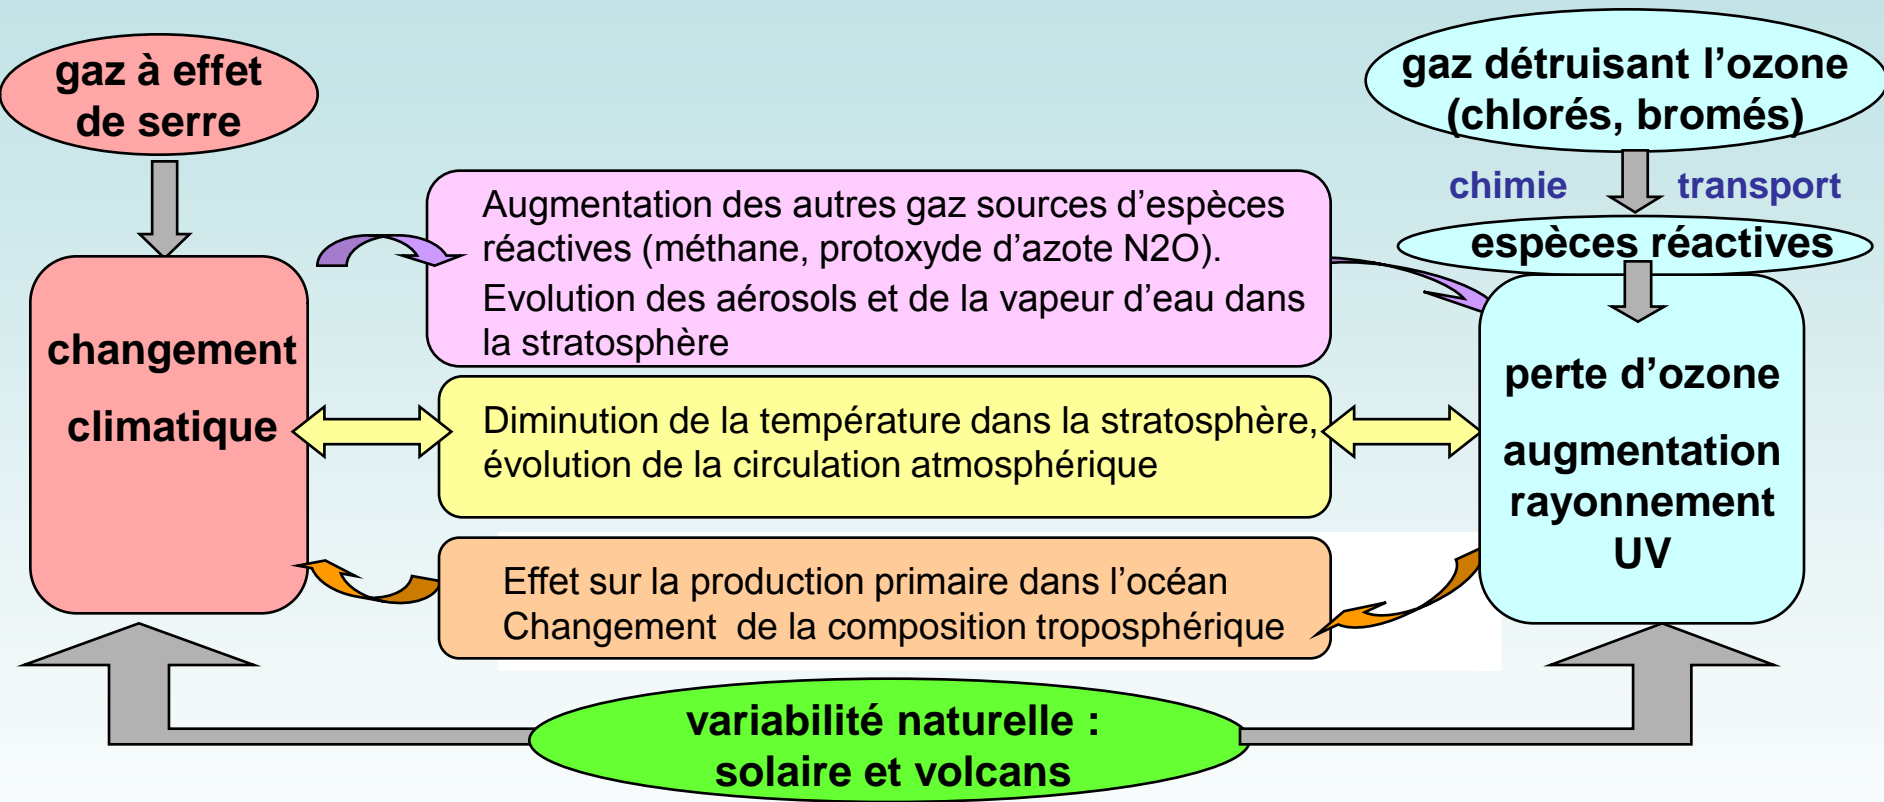 gaz à effet
de serre
gaz détruisant l’ozone
(chlorés, bromés)
chimie
transport
espèces réactives
Augmentation des autres gaz sources d’espèces
réactives (méthane, protoxyde d’azote N2O).
Evolution des aérosols et de la vapeur d’eau dans
la stratosphère
changement
climatique
Diminution de la température dans la stratosphère,
évolution de la circulation atmosphérique
perte d’ozone
augmentation
rayonnement
UV
Effet sur la production primaire dans l’océan
Changement de la composition troposphérique
variabilité naturelle :
solaire et volcans